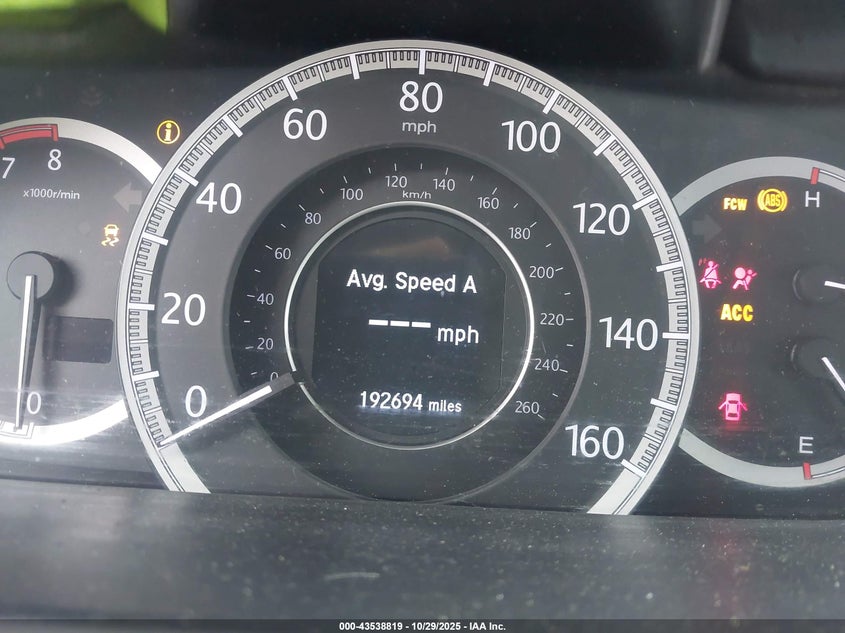 7 8
x1000r/min
0
i
0 20 40 60 80 100 120 140 160
mph
0 20 40 60 80 100 120 140 160 180 200 220 240 260
km/h
Avg. Speed A
--- mph
192694 miles
FCW ABS
H
ACC
E
000-43538819 - 10/29/2025 - IAA Inc.